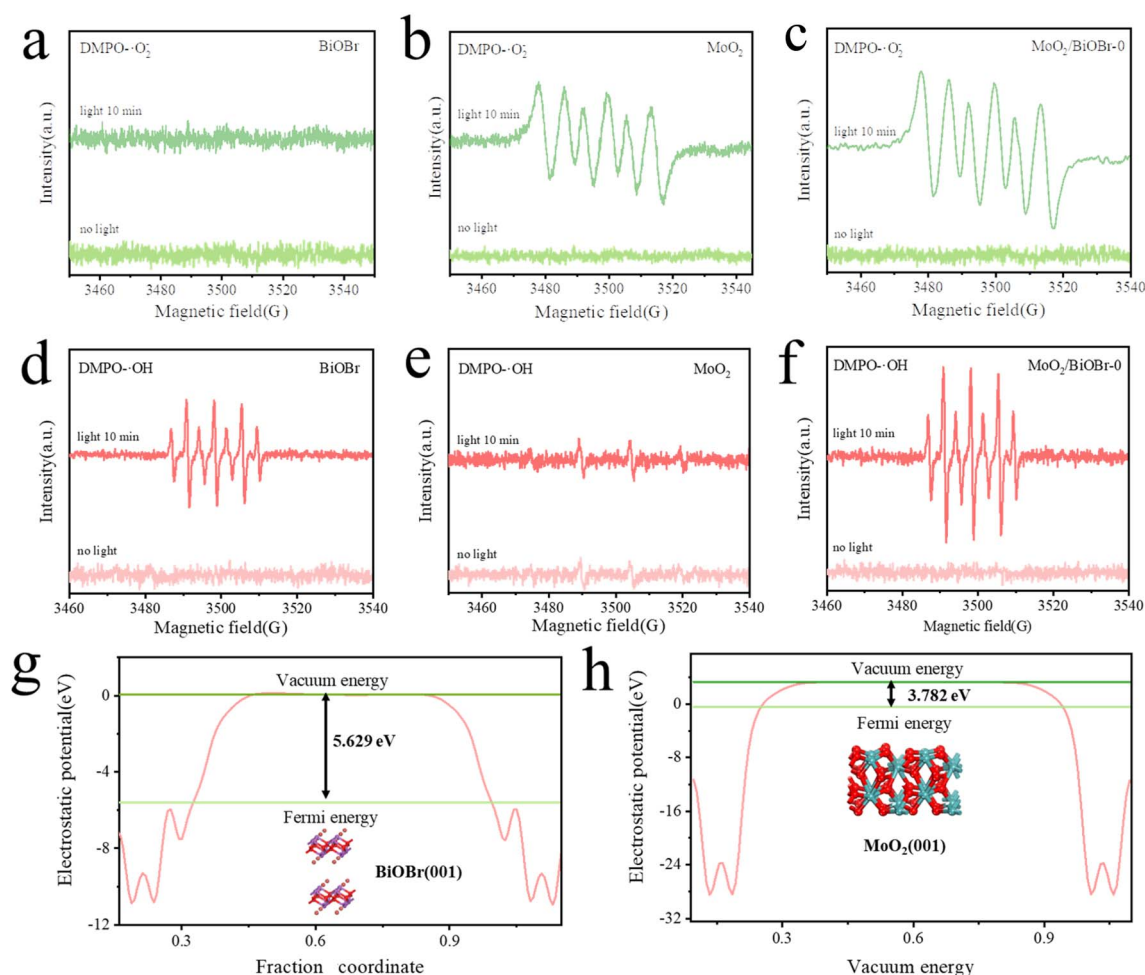 a
DMPO-·O₂⁻ BiOBr
light 10 min
no light
Intensity(a.u.)
3460 3480 3500 3520 3540
Magnetic field(G)
b
DMPO-·O₂⁻ MoO₂
light 10 min
no light
Intensity(a.u.)
3460 3480 3500 3520 3540
Magnetic field(G)
c
DMPO-·O₂⁻ MoO₂/BiOBr-0
light 10 min
no light
Intensity(a.u.)
3460 3480 3500 3520 3540
Magnetic field(G)
d
DMPO-·OH BiOBr
light 10 min
no light
Intensity(a.u.)
3460 3480 3500 3520 3540
Magnetic field(G)
e
DMPO-·OH MoO₂
light 10 min
no light
Intensity(a.u.)
3460 3480 3500 3520 3540
Magnetic field(G)
f
DMPO-·OH MoO₂/BiOBr-0
light 10 min
no light
Intensity(a.u.)
3460 3480 3500 3520 3540
Magnetic field(G)
g
Vacuum energy
5.629 eV
Fermi energy
BiOBr(001)
Electrostatic potential(eV)
0
-4
-8
-12
0.3 0.6 0.9
Fraction coordinate
h
Vacuum energy
3.782 eV
Fermi energy
MoO₂(001)
Electrostatic potential(eV)
0
-8
-16
-24
-32
0.3 0.6 0.9
Vacuum energy